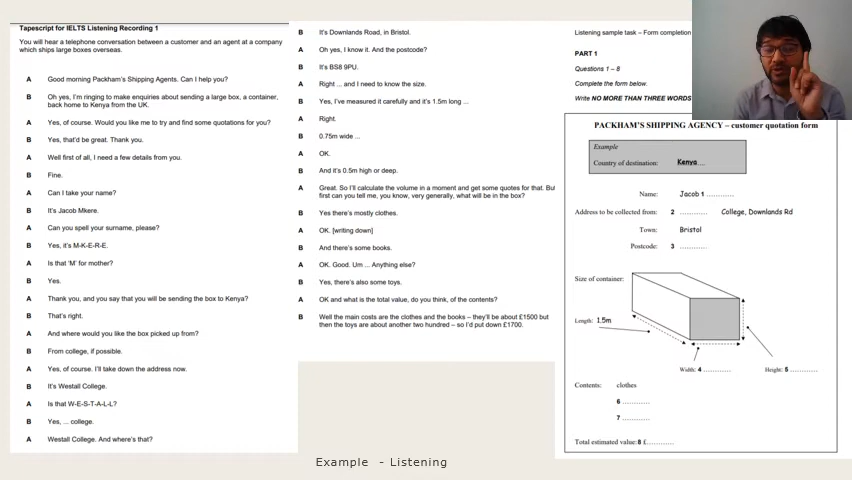 Tapescript for IELTS Listening Recording 1
You will hear a telephone conversation between a customer and an agent at a company
which ships large boxes overseas.
A Good morning Packham's Shipping Agents. Can I help you?
B Oh yes, I'm ringing to make enquiries about sending a large box, a container,
back home to Kenya from the UK.
A Yes, of course. Would you like me to try and find some quotations for you?
B Yes, that'd be great. Thank you.
A Well first of all, I need a few details from you.
B Fine.
A Can I take your name?
B It's Jacob Mkere.
A Can you spell your surname, please?
B Yes, it's M-K-E-R-E.
A Is that 'M' for mother?
B Yes.
A Thank you, and you say that you will be sending the box to Kenya?
B That's right.
A And where would you like the box picked up from?
B From college, if possible.
A Yes, of course. I'll take down the address now.
B It's Westall College.
A Is that W-E-S-T-A-L-L?
B Yes, ... college.
A Westall College. And where's that?
B It's Downlands Road, in Bristol.
A Oh yes, I know it. And the postcode?
B It's BS8 9PU.
A Right ... and I need to know the size.
B Yes, I've measured it carefully and it's 1.5m long ...
A Right.
B 0.75m wide ...
A OK.
B And it's 0.5m high or deep.
A Great. So I'll calculate the volume in a moment and get some quotes for that. But
first can you tell me, you know, very generally, what will be in the box?
B Yes there's mostly clothes.
A OK. [writing down]
B And there's some books.
A OK. Good. Um ... Anything else?
B Yes, there's also some toys.
A OK and what is the total value, do you think, of the contents?
B Well the main costs are the clothes and the books – they'll be about £1500 but
then the toys are about another two hundred – so I'd put down £1700.
Listening sample task – Form completion
PART 1
Questions 1 – 8
Complete the form below.
Write NO MORE THAN THREE WORDS
PACKHAM'S SHIPPING AGENCY – customer quotation form
Example
Country of destination: Kenya ...
Name: Jacob 1 ............
Address to be collected from: 2 ............ College, Downlands Rd
Town: Bristol
Postcode: 3 ............
Size of container:
Length: 1.5m
Width: 4 ............
Height: 5 ............
Contents: clothes
6 ............
7 ............
Total estimated value: 8 £............
Example - Listening